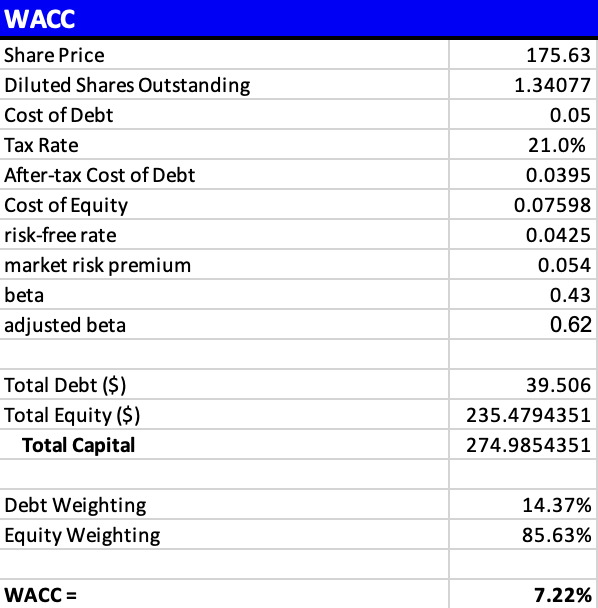 WACC
Share Price 175.63
Diluted Shares Outstanding 1.34077
Cost of Debt 0.05
Tax Rate 21.0%
After-tax Cost of Debt 0.0395
Cost of Equity 0.07598
risk-free rate 0.0425
market risk premium 0.054
beta 0.43
adjusted beta 0.62
Total Debt ($) 39.506
Total Equity ($) 235.4794351
Total Capital 274.9854351
Debt Weighting 14.37%
Equity Weighting 85.63%
WACC = 7.22%